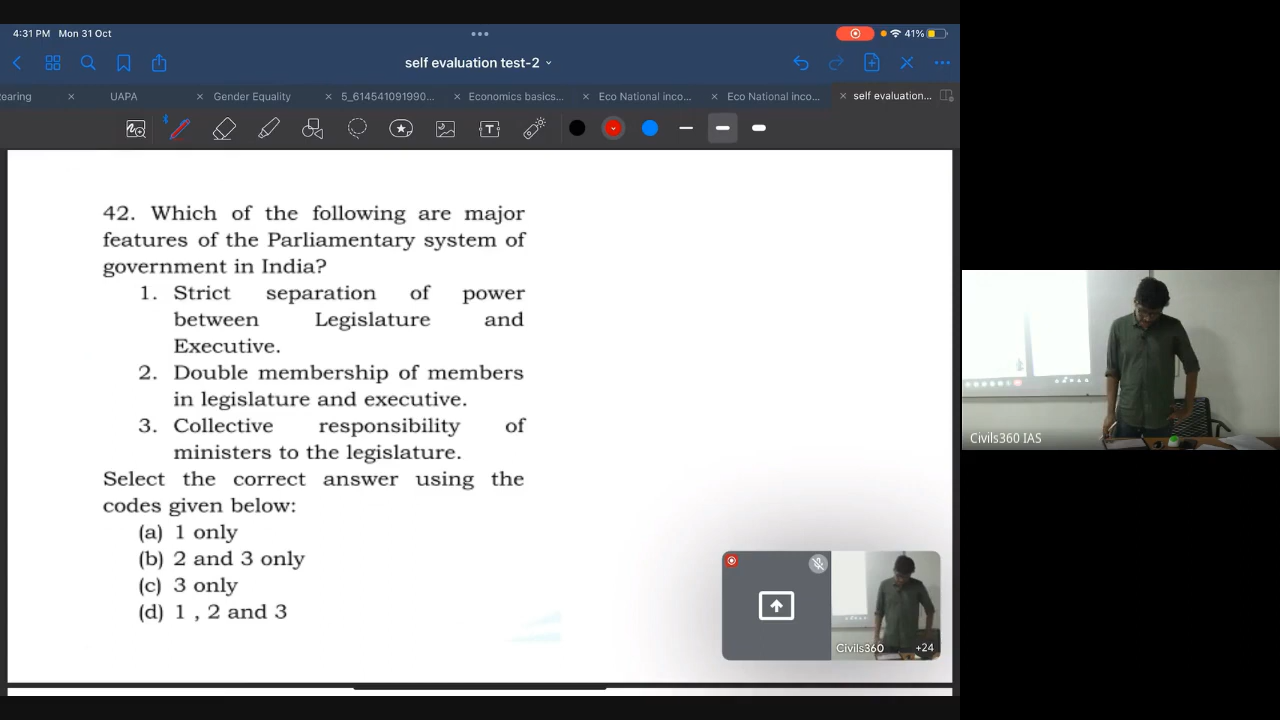 4:31 PM Mon 31 Oct
41%
self evaluation test-2
tearing
UAPA
Gender Equality
5_614541091990...
Economics basics...
Eco National inco...
Eco National inco...
self evaluation...
42. Which of the following are major
features of the Parliamentary system of
government in India?
1. Strict separation of power
between Legislature and
Executive.
2. Double membership of members
in legislature and executive.
3. Collective responsibility of
ministers to the legislature.
Select the correct answer using the
codes given below:
(a) 1 only
(b) 2 and 3 only
(c) 3 only
(d) 1 , 2 and 3
Civils360
+24
Civils360 IAS